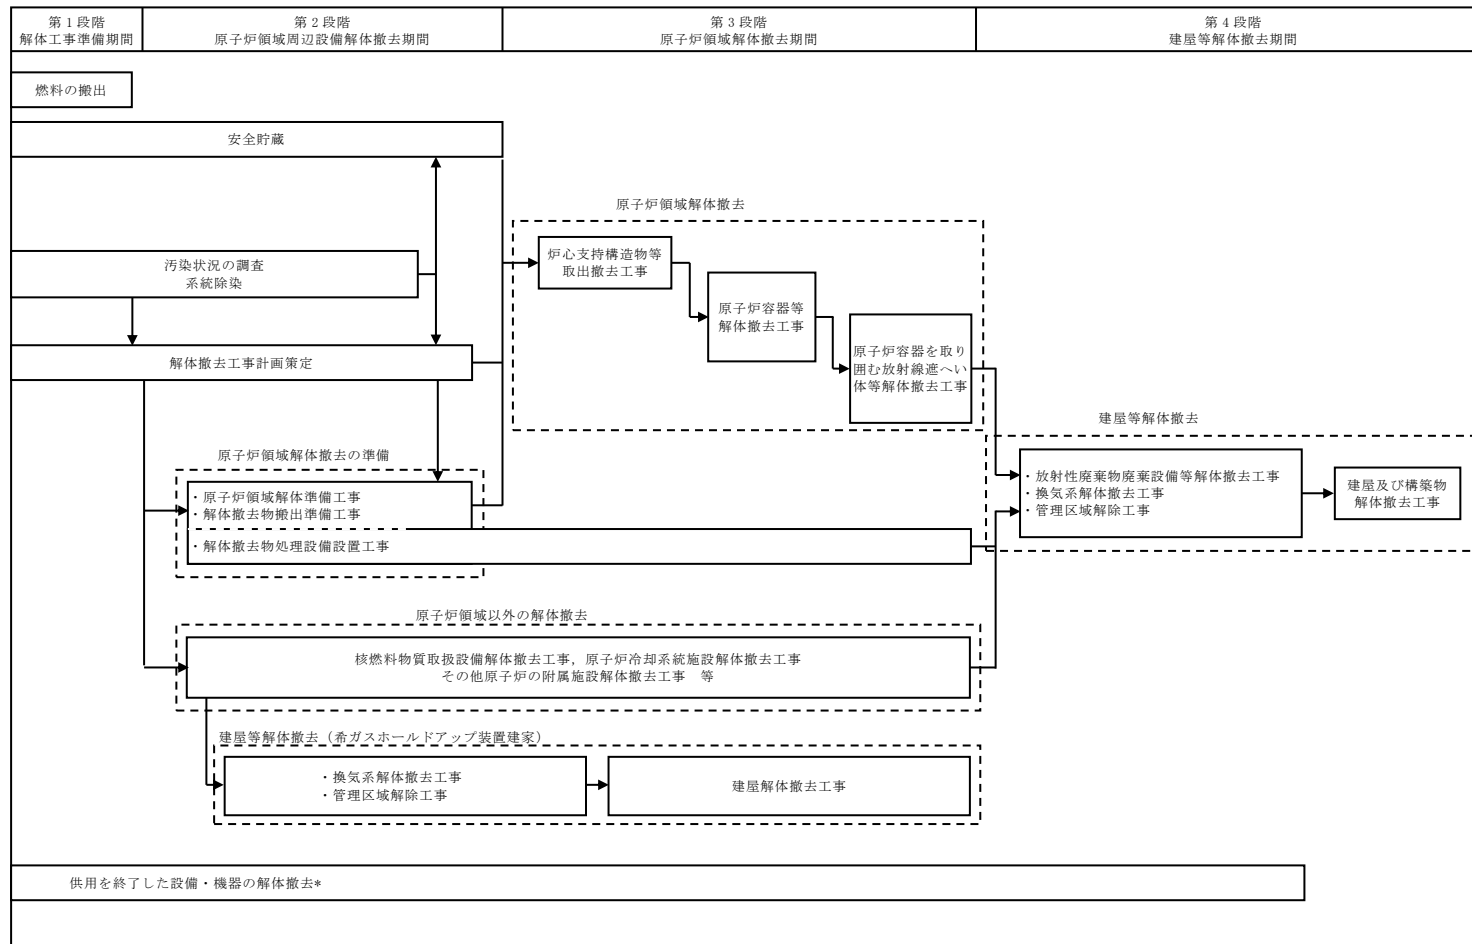 第１段階
解体工事準備期間
第２段階
原子炉領域周辺設備解体撤去期間
第３段階
原子炉領域解体撤去期間
第４段階
建屋等解体撤去期間
燃料の搬出
安全貯蔵
汚染状況の調査
系統除染
解体撤去工事計画策定
原子炉領域解体撤去
炉心支持構造物等
取出撤去工事
原子炉容器等
解体撤去工事
原子炉容器を取り
囲む放射線遮へい
体等解体撤去工事
建屋等解体撤去
・放射性廃棄物廃棄設備等解体撤去工事
・換気系解体撤去工事
・管理区域解除工事
建屋及び構築物
解体撤去工事
原子炉領域解体撤去の準備
・原子炉領域解体準備工事
・解体撤去物搬出準備工事
・解体撤去物処理設備設置工事
原子炉領域以外の解体撤去
核燃料物質取扱設備解体撤去工事，原子炉冷却系統施設解体撤去工事
その他原子炉の附属施設解体撤去工事　等
建屋等解体撤去（希ガスホールドアップ装置建家）
・換気系解体撤去工事
・管理区域解除工事
建屋解体撤去工事
供用を終了した設備・機器の解体撤去*